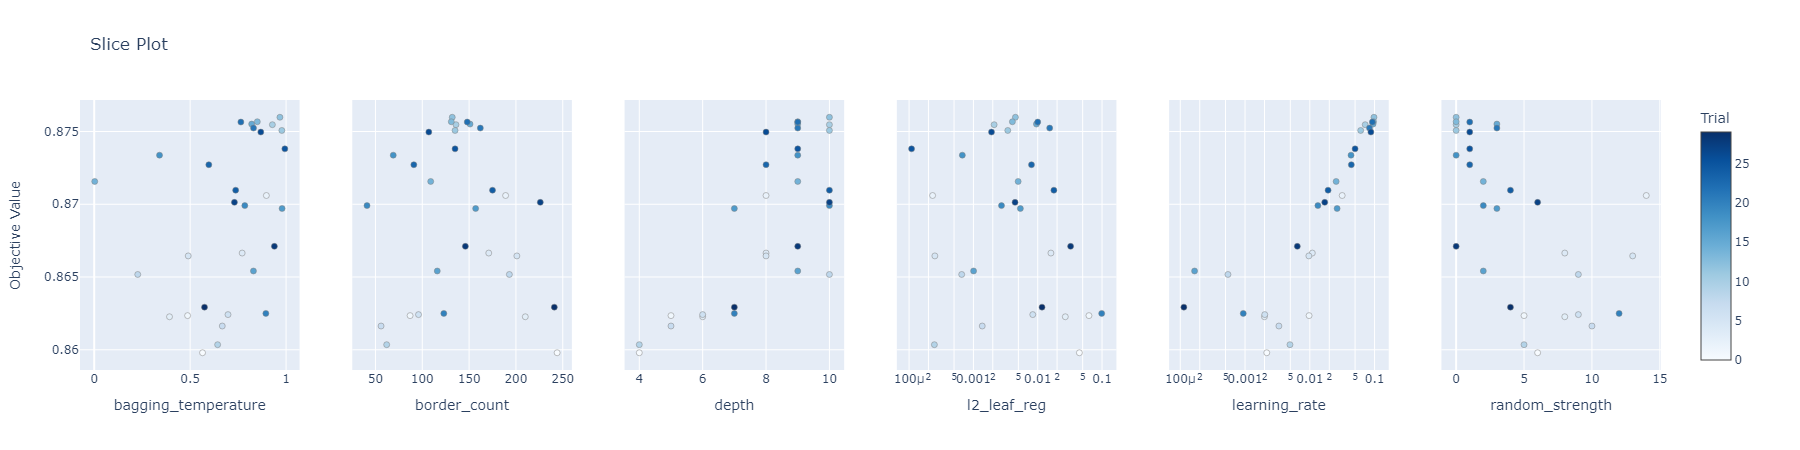 Slice Plot
Objective Value
0.875
0.87
0.865
0.86
0 0.5 1
bagging_temperature
50 100 150 200 250
border_count
4 6 8 10
depth
100μ 2 5 0.001 2 5 0.01 2 5 0.1
l2_leaf_reg
100μ 2 5 0.001 2 5 0.01 2 5 0.1
learning_rate
0 5 10 15
random_strength
Trial
25
20
15
10
5
0